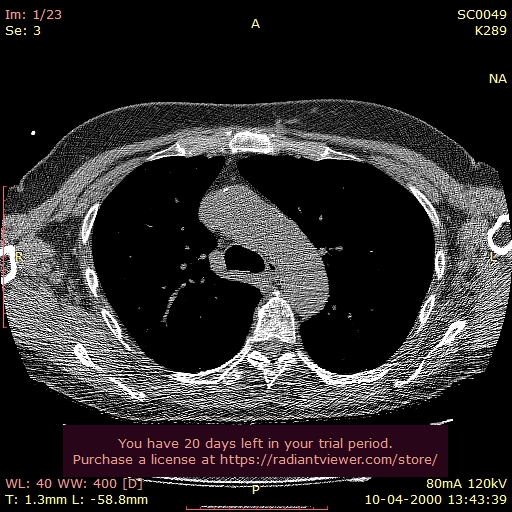 Im: 1/23
Se: 3
A
SC0049
K289
NA
R
L
You have 20 days left in your trial period.
Purchase a license at https://radiantviewer.com/store/
WL: 40 WW: 400 [D]
T: 1.3mm L: -58.8mm
P
80mA 120kV
10-04-2000 13:43:39